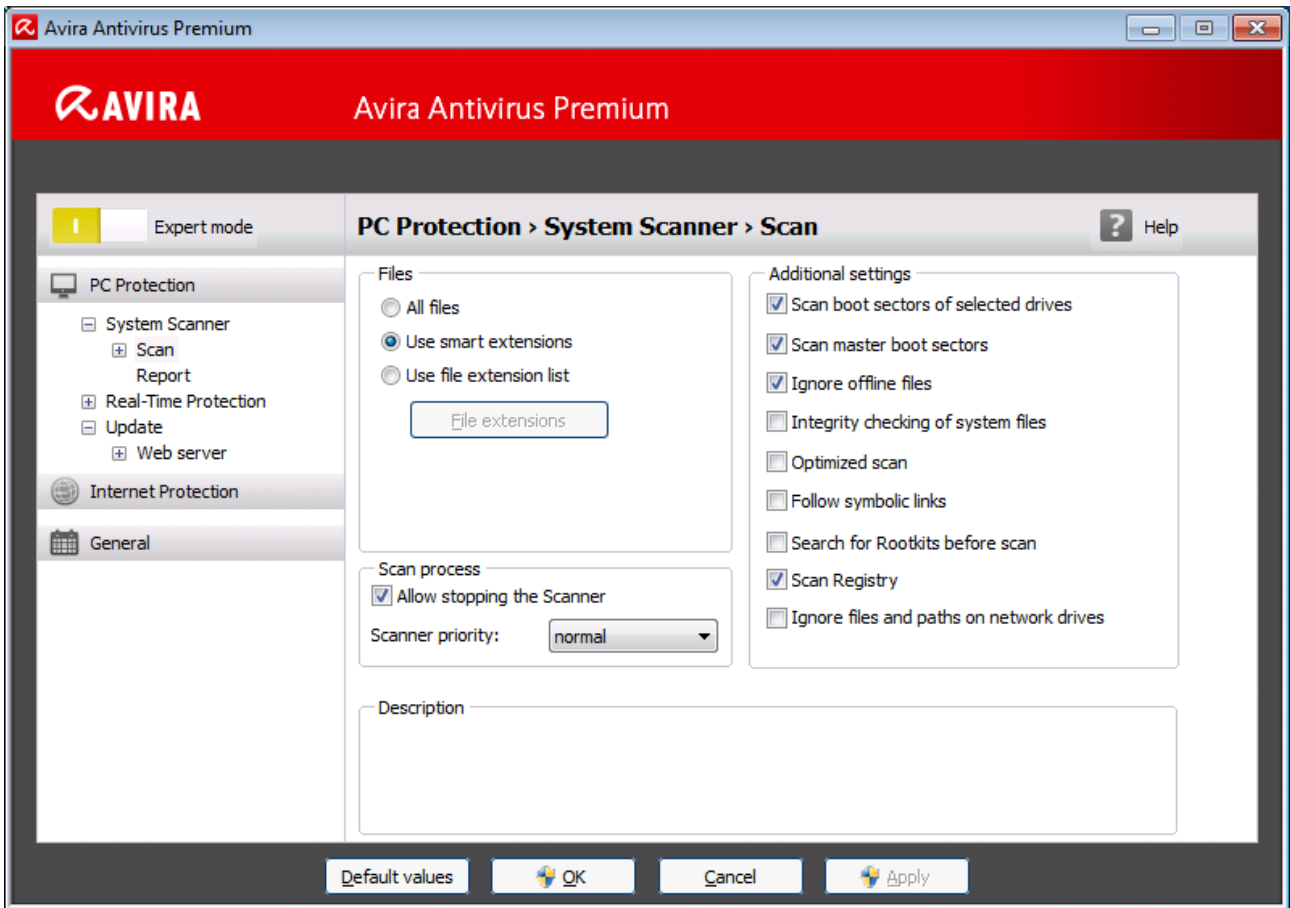 Avira Antivirus Premium
AVIRA
Avira Antivirus Premium
Expert mode
PC Protection › System Scanner › Scan
? Help
PC Protection
System Scanner
Scan
Report
Real-Time Protection
Update
Web server
Internet Protection
General
Files
All files
Use smart extensions
Use file extension list
File extensions
Scan process
Allow stopping the Scanner
Scanner priority: normal
Additional settings
Scan boot sectors of selected drives
Scan master boot sectors
Ignore offline files
Integrity checking of system files
Optimized scan
Follow symbolic links
Search for Rootkits before scan
Scan Registry
Ignore files and paths on network drives
Description
Default values
OK
Cancel
Apply